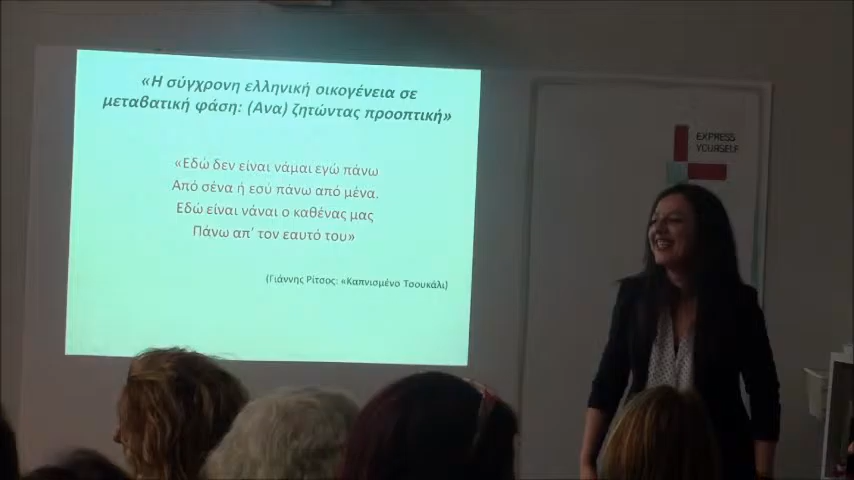 «Η σύγχρονη ελληνική οικογένεια σε
μεταβατική φάση: (Ανα) ζητώντας προοπτική»
«Εδώ δεν είναι νάμαι εγώ πάνω
Από σένα ή εσύ πάνω από μένα.
Εδώ είναι νάναι ο καθένας μας
Πάνω απ' τον εαυτό του»
(Γιάννης Ρίτσος: «Καπνισμένο Τσουκάλι)
EXPRESS
YOURSELF